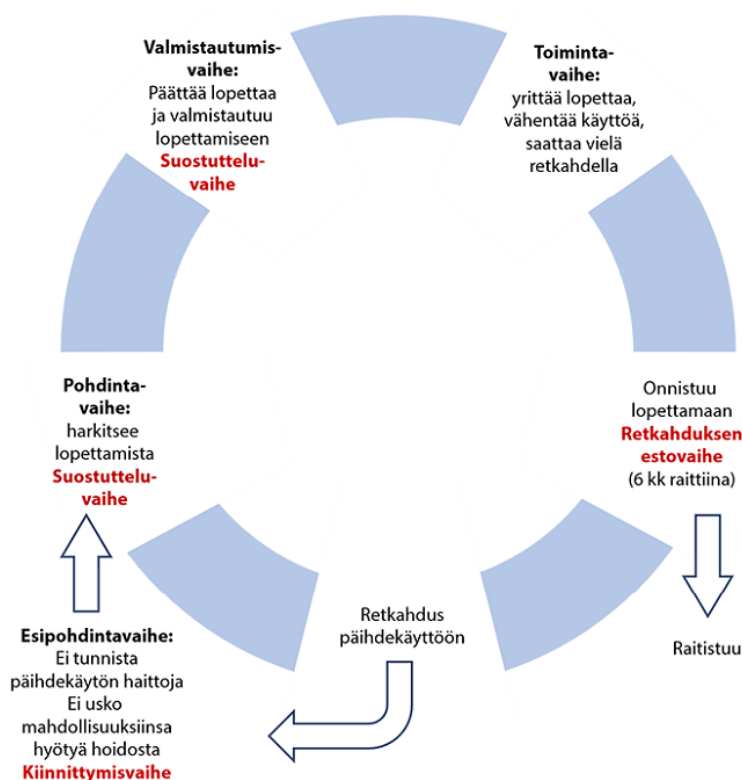 Valmistautumis-
vaihe:
Päättää lopettaa
ja valmistautuu
lopettamiseen
Suostuttelu-
vaihe
Toiminta-
vaihe:
yrittää lopettaa,
vähentää käyttöä,
saattaa vielä
retkahdella
Pohdinta-
vaihe:
harkitsee
lopettamista
Suostuttelu-
vaihe
Onnistuu
lopettamaan
Retkahduksen
estovaihe
(6 kk raittiina)
Esipohdintavaihe:
Ei tunnista
päihdekäytön haittoja
Ei usko
mahdollisuuksiinsa
hyötyä hoidosta
Kiinnittymisvaihe
Retkahdus
päihdekäyttöön
Raitistuu